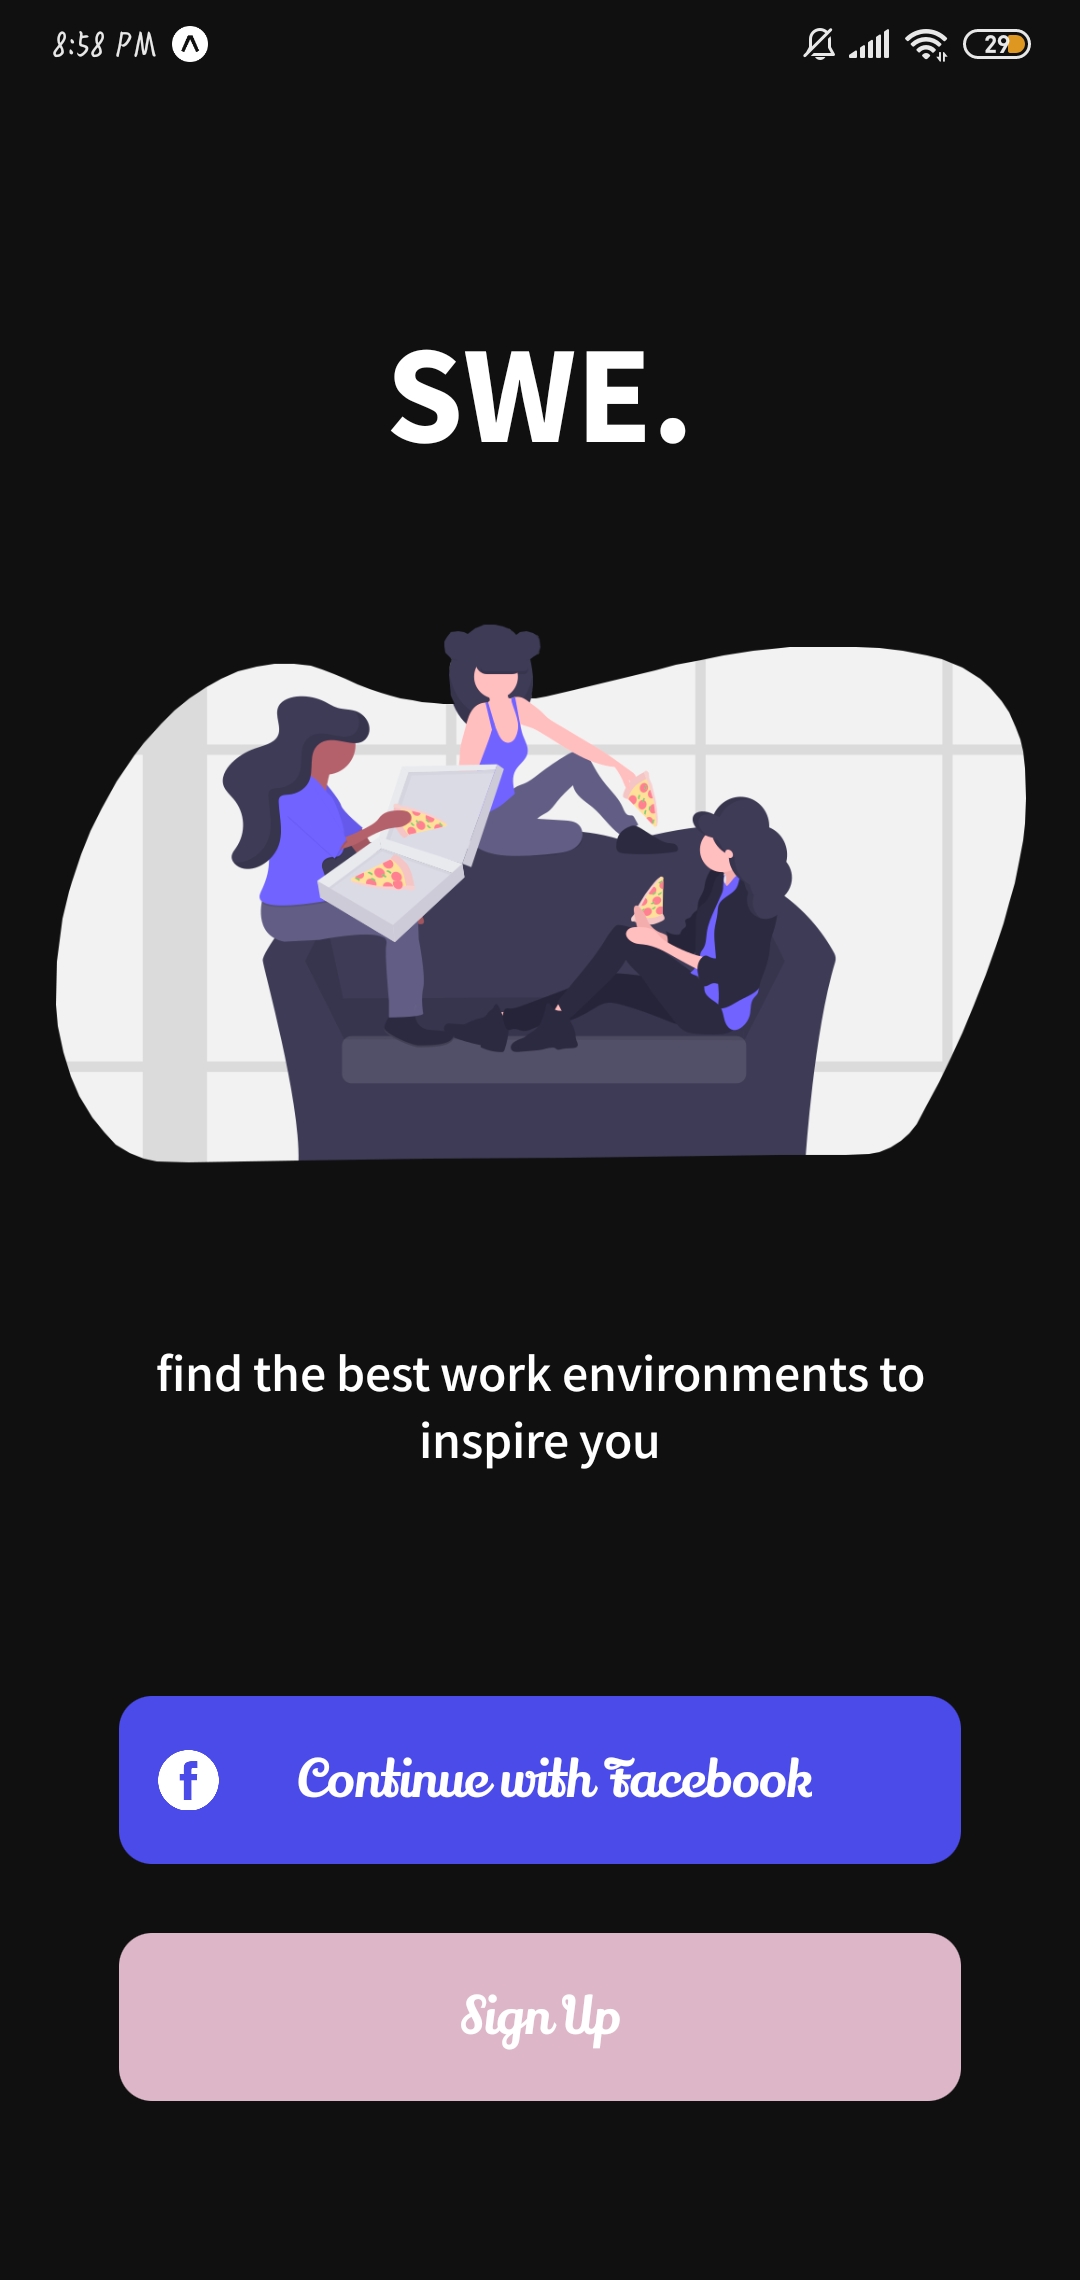 8:58 PM
29
SWE.
find the best work environments to
inspire you
Continue with Facebook
Sign Up